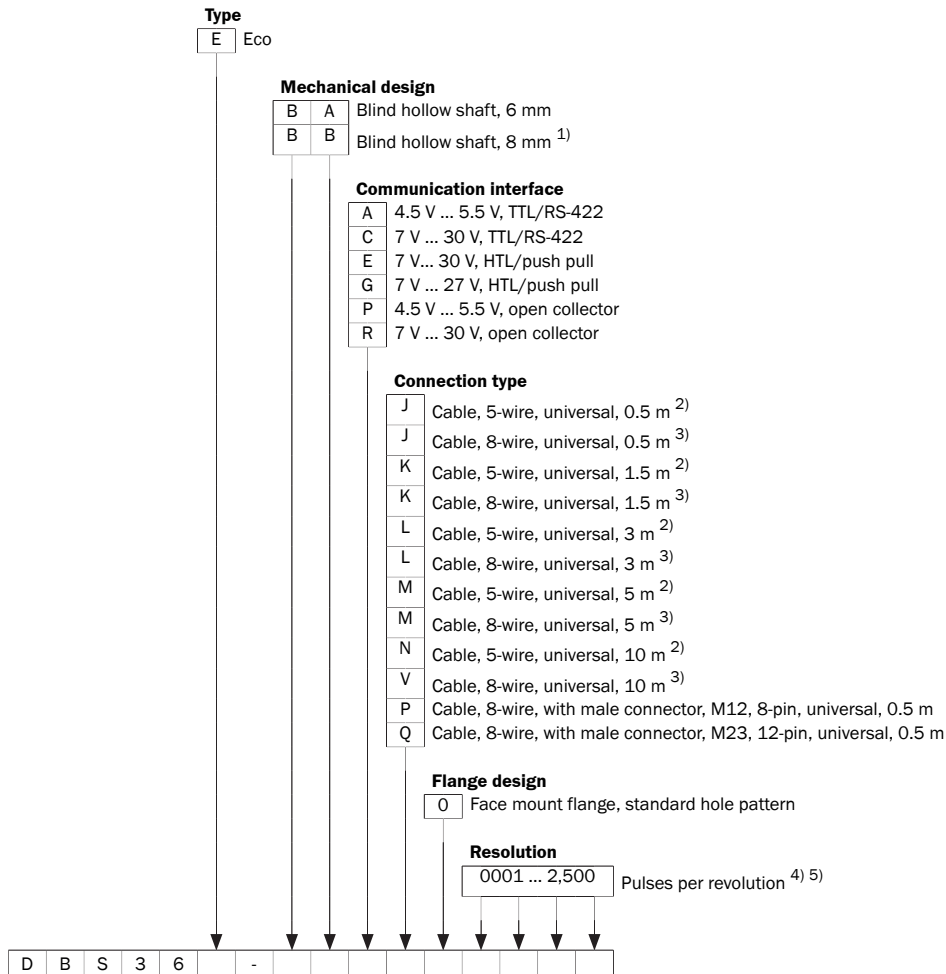 Type
E Eco
Mechanical design
B A Blind hollow shaft, 6 mm
B B Blind hollow shaft, 8 mm 1)
Communication interface
A 4.5 V ... 5.5 V, TTL/RS-422
C 7 V ... 30 V, TTL/RS-422
E 7 V... 30 V, HTL/push pull
G 7 V ... 27 V, HTL/push pull
P 4.5 V ... 5.5 V, open collector
R 7 V ... 30 V, open collector
Connection type
J Cable, 5-wire, universal, 0.5 m 2)
J Cable, 8-wire, universal, 0.5 m 3)
K Cable, 5-wire, universal, 1.5 m 2)
K Cable, 8-wire, universal, 1.5 m 3)
L Cable, 5-wire, universal, 3 m 2)
L Cable, 8-wire, universal, 3 m 3)
M Cable, 5-wire, universal, 5 m 2)
M Cable, 8-wire, universal, 5 m 3)
N Cable, 5-wire, universal, 10 m 2)
V Cable, 8-wire, universal, 10 m 3)
P Cable, 8-wire, with male connector, M12, 8-pin, universal, 0.5 m
Q Cable, 8-wire, with male connector, M23, 12-pin, universal, 0.5 m
Flange design
0 Face mount flange, standard hole pattern
Resolution
0001 ... 2,500 Pulses per revolution 4) 5)
D B S 3 6 -